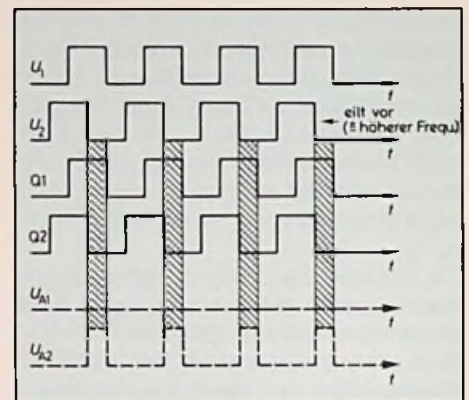 U1
t
U2
eilt vor
(≙ höherer Frequ.)
t
Q1
t
Q2
t
UA1
t
UA2
t